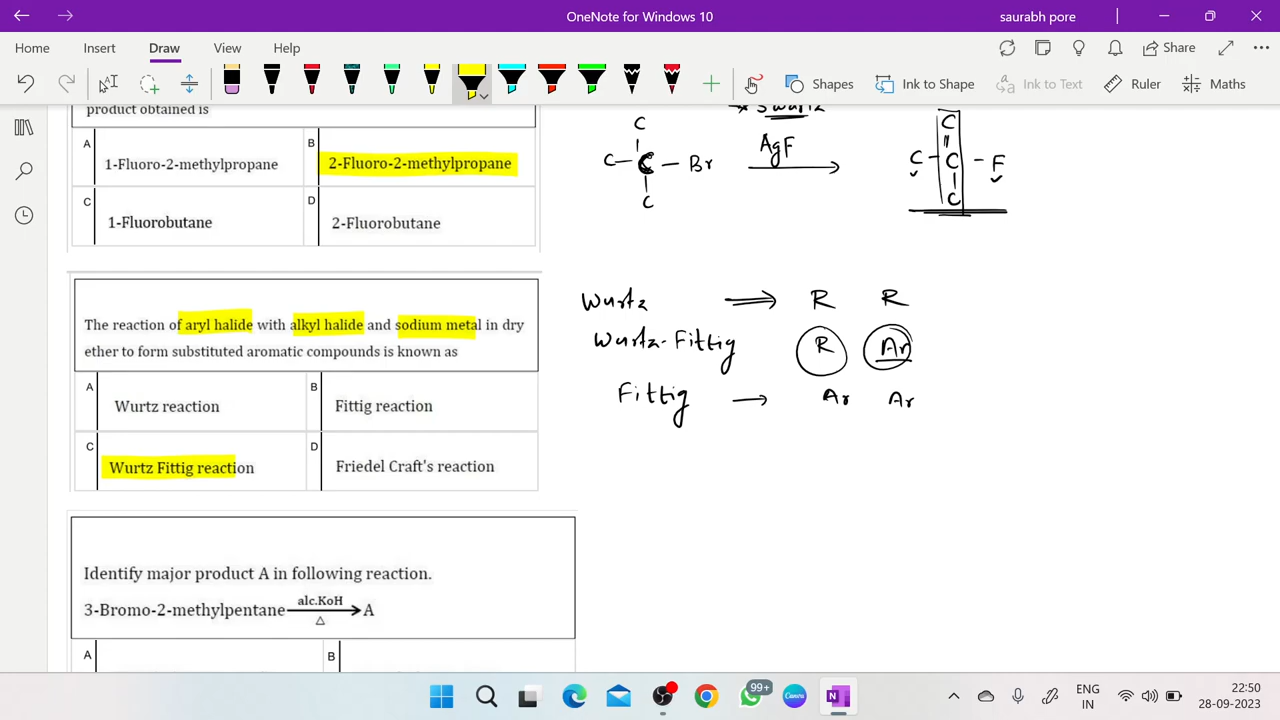 OneNote for Windows 10
saurabh pore
Home Insert Draw View Help
Share
Shapes
Ink to Shape
Ink to Text
Ruler
Maths
product obtained is
A
1-Fluoro-2-methylpropane
B
2-Fluoro-2-methylpropane
C
1-Fluorobutane
D
2-Fluorobutane
Swartz
C
C C Br
C
AgF
C
C C F
C
The reaction of aryl halide with alkyl halide and sodium metal in dry
ether to form substituted aromatic compounds is known as
A
Wurtz reaction
B
Fittig reaction
C
Wurtz Fittig reaction
D
Friedel Craft's reaction
Wurtz ⟹ R R
Wurtz-Fittig R Ar
Fittig → Ar Ar
Identify major product A in following reaction.
alc.KoH
3-Bromo-2-methylpentane → A
△
A
B
99+
ENG
IN
22:50
28-09-2023